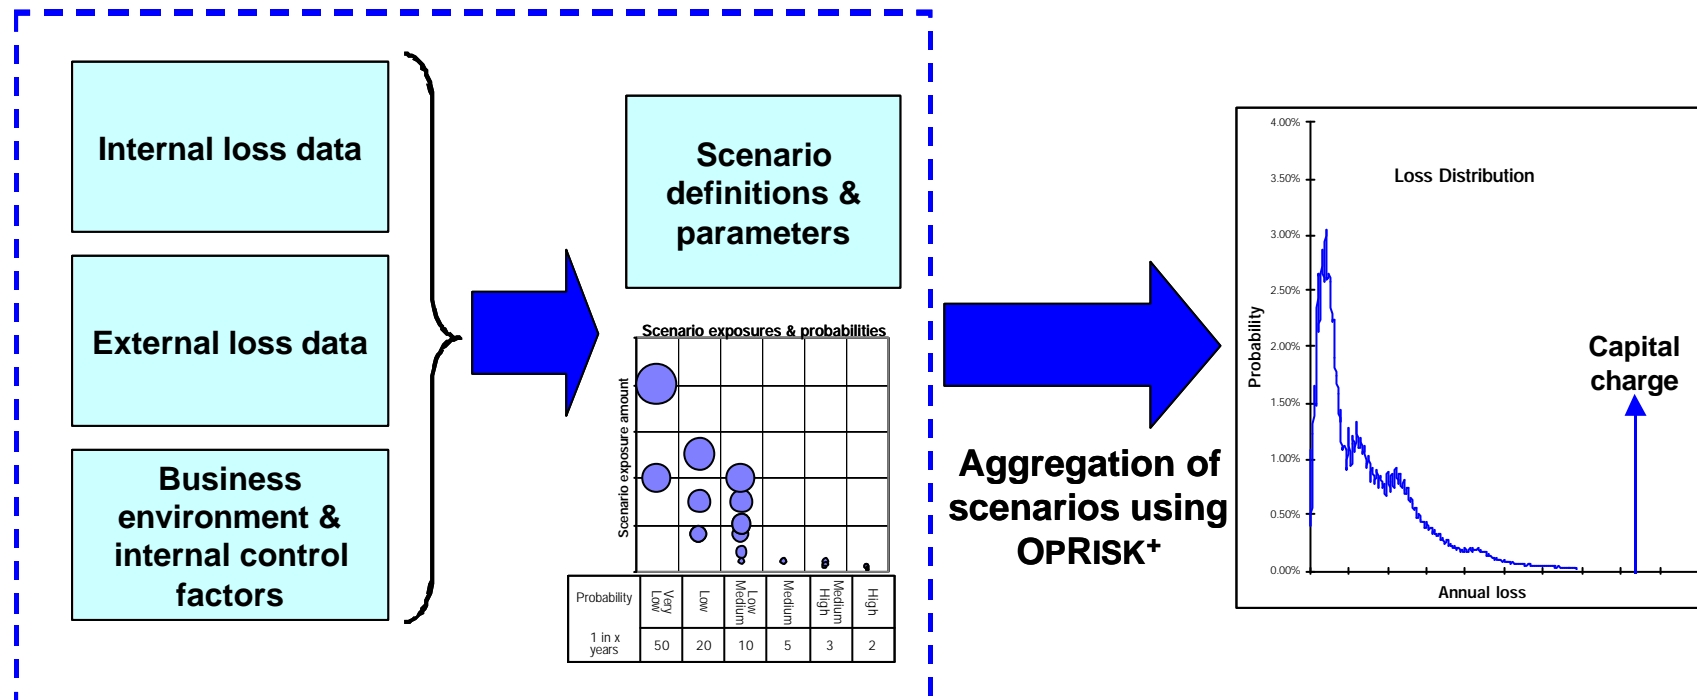 Internal loss data
External loss data
Business
environment &
internal control
factors
Scenario
definitions &
parameters
Scenario exposures & probabilities
Scenario exposure amount
Probability
Very
Low
Low
Low
Medium
Medium
Medium
High
High
1 in x
years
50
20
10
5
3
2
Aggregation of
scenarios using
OPRISK⁺
4.00%
3.50%
3.00%
2.50%
2.00%
1.50%
1.00%
0.50%
0.00%
Probability
Loss Distribution
Capital
charge
Annual loss